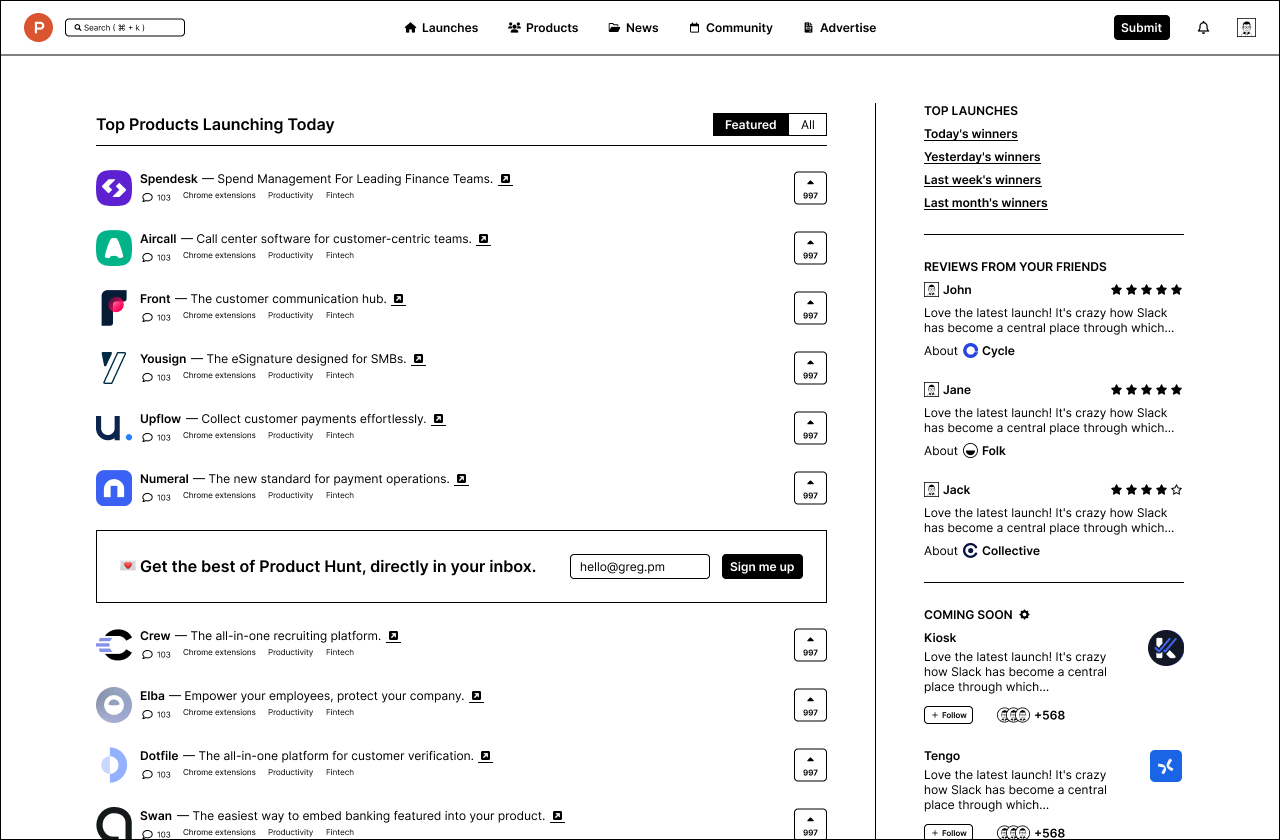 P
Search ( ⌘ + k )
Launches
Products
News
Community
Advertise
Submit
Top Products Launching Today
Featured
All
Spendesk — Spend Management For Leading Finance Teams.
103 Chrome extensions Productivity Fintech
997
Aircall — Call center software for customer-centric teams.
103 Chrome extensions Productivity Fintech
997
Front — The customer communication hub.
103 Chrome extensions Productivity Fintech
997
Yousign — The eSignature designed for SMBs.
103 Chrome extensions Productivity Fintech
997
Upflow — Collect customer payments effortlessly.
103 Chrome extensions Productivity Fintech
997
Numeral — The new standard for payment operations.
103 Chrome extensions Productivity Fintech
997
💌 Get the best of Product Hunt, directly in your inbox.
hello@greg.pm
Sign me up
Crew — The all-in-one recruiting platform.
103 Chrome extensions Productivity Fintech
997
Elba — Empower your employees, protect your company.
103 Chrome extensions Productivity Fintech
997
Dotfile — The all-in-one platform for customer verification.
103 Chrome extensions Productivity Fintech
997
Swan — The easiest way to embed banking featured into your product.
103 Chrome extensions Productivity Fintech
997
TOP LAUNCHES
Today's winners
Yesterday's winners
Last week's winners
Last month's winners
REVIEWS FROM YOUR FRIENDS
John
Love the latest launch! It's crazy how Slack
has become a central place through which...
About Cycle
Jane
Love the latest launch! It's crazy how Slack
has become a central place through which...
About Folk
Jack
Love the latest launch! It's crazy how Slack
has become a central place through which...
About Collective
COMING SOON
Kiosk
Love the latest launch! It's crazy
how Slack has become a central
place through which...
+ Follow
+568
Tengo
Love the latest launch! It's crazy
how Slack has become a central
place through which...
+ Follow
+568